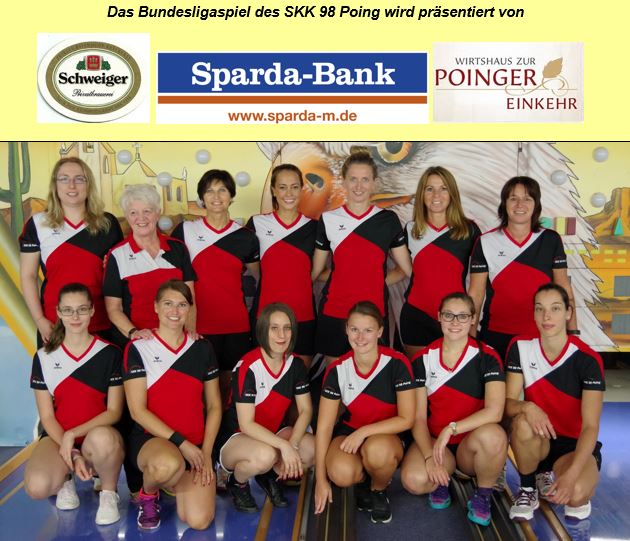 Das Bundesligaspiel des SKK 98 Poing wird präsentiert von
Schweiger
Privatbrauerei
Sparda-Bank
www.sparda-m.de
WIRTSHAUS ZUR
POINGER
EINKEHR